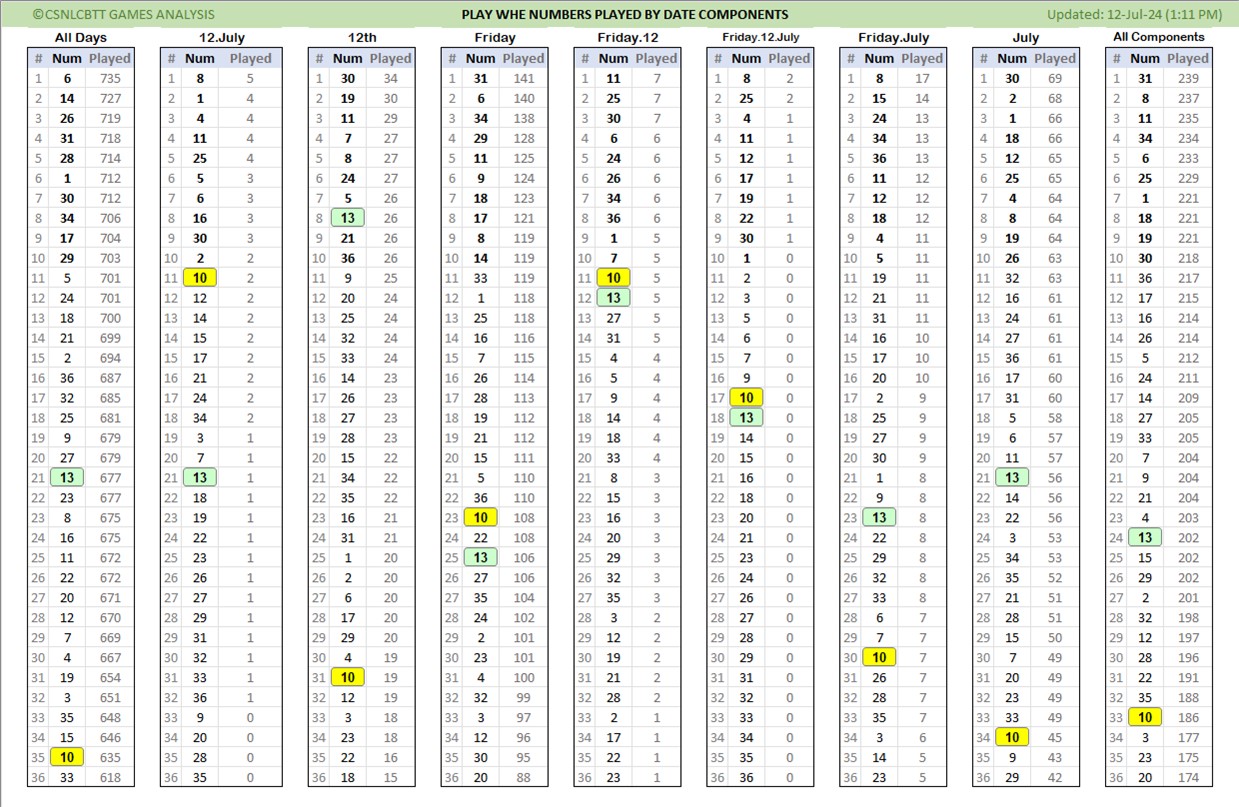 ©CSNLCBTT GAMES ANALYSIS PLAY WHE NUMBERS PLAYED BY DATE COMPONENTS Updated: 12-Jul-24 (1:11 PM)
All Days 12.July 12th Friday Friday.12 Friday.12.July Friday.July July All Components
# Num Played # Num Played # Num Played # Num Played # Num Played # Num Played # Num Played # Num Played # Num Played
1 6 735 1 8 5 1 30 34 1 31 141 1 11 7 1 8 2 1 8 17 1 30 69 1 31 239
2 14 727 2 1 4 2 19 30 2 6 140 2 25 7 2 25 2 2 15 14 2 2 68 2 8 237
3 26 719 3 4 4 3 11 29 3 34 138 3 30 7 3 4 1 3 24 13 3 1 66 3 11 235
4 31 718 4 11 4 4 7 27 4 29 128 4 6 6 4 11 1 4 34 13 4 18 66 4 34 234
5 28 714 5 25 4 5 8 27 5 11 125 5 24 6 5 12 1 5 36 13 5 12 65 5 6 233
6 1 712 6 5 3 6 24 27 6 9 124 6 26 6 6 17 1 6 11 12 6 25 65 6 25 229
7 30 712 7 6 3 7 5 26 7 18 123 7 34 6 7 19 1 7 12 12 7 4 64 7 1 221
8 34 706 8 16 3 8 13 26 8 17 121 8 36 6 8 22 1 8 18 12 8 8 64 8 18 221
9 17 704 9 30 3 9 21 26 9 8 119 9 1 5 9 30 1 9 4 11 9 19 64 9 19 221
10 29 703 10 2 2 10 36 26 10 14 119 10 7 5 10 1 0 10 5 11 10 26 63 10 30 218
11 5 701 11 10 2 11 9 25 11 33 119 11 10 5 11 2 0 11 19 11 11 32 63 11 36 217
12 24 701 12 12 2 12 20 24 12 1 118 12 13 5 12 3 0 12 21 11 12 16 61 12 17 215
13 18 700 13 14 2 13 25 24 13 25 118 13 27 5 13 5 0 13 31 11 13 24 61 13 16 214
14 21 699 14 15 2 14 32 24 14 16 116 14 31 5 14 6 0 14 16 10 14 27 61 14 26 214
15 2 694 15 17 2 15 33 24 15 7 115 15 4 4 15 7 0 15 17 10 15 36 61 15 5 212
16 36 687 16 21 2 16 14 23 16 26 114 16 5 4 16 9 0 16 20 10 16 17 60 16 24 211
17 32 685 17 24 2 17 26 23 17 28 113 17 9 4 17 10 0 17 2 9 17 31 60 17 14 209
18 25 681 18 34 2 18 27 23 18 19 112 18 14 4 18 13 0 18 25 9 18 5 58 18 27 205
19 9 679 19 3 1 19 28 23 19 21 112 19 18 4 19 14 0 19 27 9 19 6 57 19 33 205
20 27 679 20 7 1 20 15 22 20 15 111 20 33 4 20 15 0 20 30 9 20 11 57 20 7 204
21 13 677 21 13 1 21 34 22 21 5 110 21 8 3 21 16 0 21 1 8 21 13 56 21 9 204
22 23 677 22 18 1 22 35 22 22 36 110 22 15 3 22 18 0 22 9 8 22 14 56 22 21 204
23 8 675 23 19 1 23 16 21 23 10 108 23 16 3 23 20 0 23 13 8 23 22 56 23 4 203
24 16 675 24 22 1 24 31 21 24 22 108 24 20 3 24 21 0 24 22 8 24 3 53 24 13 202
25 11 672 25 23 1 25 1 20 25 13 106 25 29 3 25 23 0 25 29 8 25 34 53 25 15 202
26 22 672 26 26 1 26 2 20 26 27 106 26 32 3 26 24 0 26 32 8 26 35 52 26 29 202
27 20 671 27 27 1 27 6 20 27 35 104 27 35 3 27 26 0 27 33 8 27 21 51 27 2 201
28 12 670 28 29 1 28 17 20 28 24 102 28 3 2 28 27 0 28 6 7 28 28 51 28 32 198
29 7 669 29 31 1 29 29 20 29 2 101 29 12 2 29 28 0 29 7 7 29 15 50 29 12 197
30 4 667 30 32 1 30 4 19 30 23 101 30 19 2 30 29 0 30 10 7 30 7 49 30 28 196
31 19 654 31 33 1 31 10 19 31 4 100 31 21 2 31 31 0 31 26 7 31 20 49 31 22 191
32 3 651 32 36 1 32 12 19 32 32 99 32 28 2 32 32 0 32 28 7 32 23 49 32 35 188
33 35 648 33 9 0 33 3 18 33 3 97 33 2 1 33 33 0 33 35 7 33 33 49 33 10 186
34 15 646 34 20 0 34 23 18 34 12 96 34 17 1 34 34 0 34 3 6 34 10 45 34 3 177
35 10 635 35 28 0 35 22 16 35 30 95 35 22 1 35 35 0 35 14 5 35 9 43 35 23 175
36 33 618 36 35 0 36 18 15 36 20 88 36 23 1 36 36 0 36 23 5 36 29 42 36 20 174